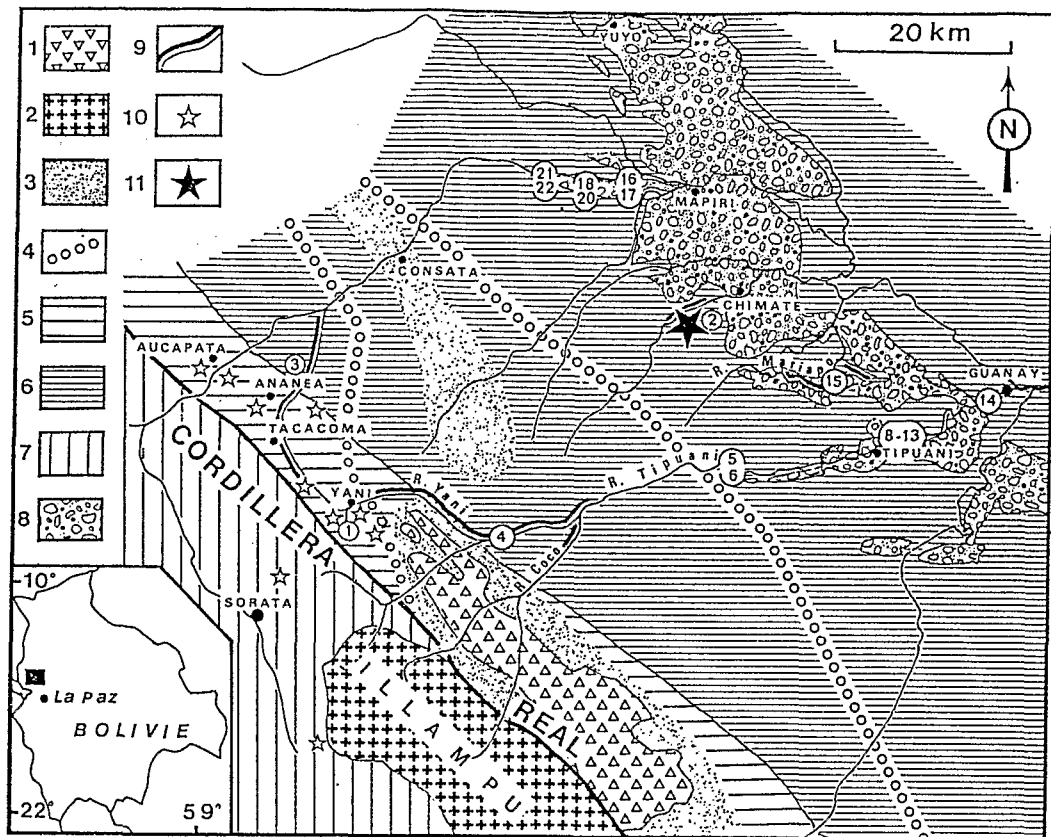 1
9
2
10
3
11
4
5
6
7
8
20 km
N
YUYO
21
22
18
20
16
17
MAPIRI
CONSATA
CHIMATE
2
AUCAPATA
3
ANANEA
TACACOMA
R. Mariapo
15
GUANAY
14
8-13
TIPUANI
CORDILLERA
REAL
YANI
1
R. Yani
R. Tipuani
5
6
4
Coco
SORATA
ILLAMPU
10°
La Paz
BOLIVIE
22°
59°